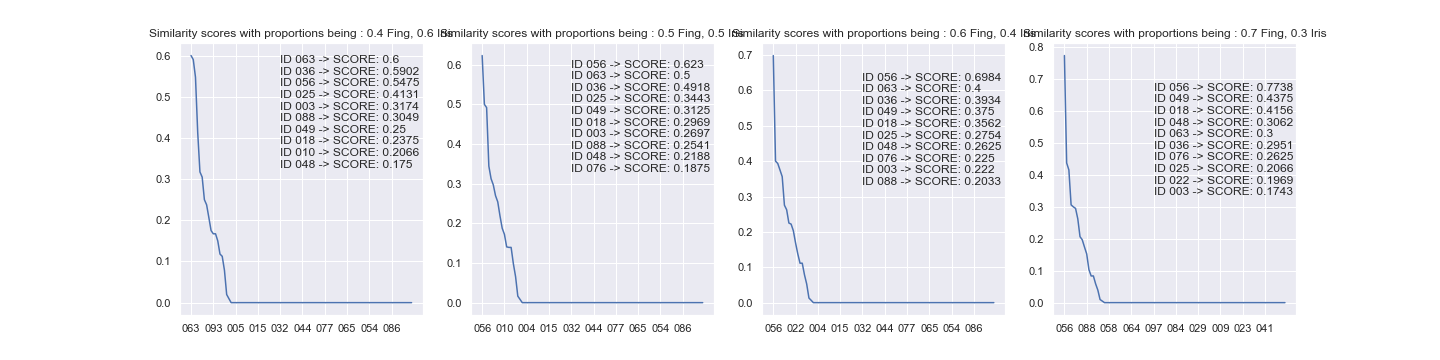 Similarity scores with proportions being : 0.4 Fing, 0.6 Iris
0.6
0.5
0.4
0.3
0.2
0.1
0.0
ID 063 -> SCORE: 0.6
ID 036 -> SCORE: 0.5902
ID 056 -> SCORE: 0.5475
ID 025 -> SCORE: 0.4131
ID 003 -> SCORE: 0.3174
ID 088 -> SCORE: 0.3049
ID 049 -> SCORE: 0.25
ID 018 -> SCORE: 0.2375
ID 010 -> SCORE: 0.2066
ID 048 -> SCORE: 0.175
063 093 005 015 032 044 077 065 054 086
Similarity scores with proportions being : 0.5 Fing, 0.5 Iris
0.6
0.5
0.4
0.3
0.2
0.1
0.0
ID 056 -> SCORE: 0.623
ID 063 -> SCORE: 0.5
ID 036 -> SCORE: 0.4918
ID 025 -> SCORE: 0.3443
ID 049 -> SCORE: 0.3125
ID 018 -> SCORE: 0.2969
ID 003 -> SCORE: 0.2697
ID 088 -> SCORE: 0.2541
ID 048 -> SCORE: 0.2188
ID 076 -> SCORE: 0.1875
056 010 004 015 032 044 077 065 054 086
Similarity scores with proportions being : 0.6 Fing, 0.4 Iris
0.7
0.6
0.5
0.4
0.3
0.2
0.1
0.0
ID 056 -> SCORE: 0.6984
ID 063 -> SCORE: 0.4
ID 036 -> SCORE: 0.3934
ID 049 -> SCORE: 0.375
ID 018 -> SCORE: 0.3562
ID 025 -> SCORE: 0.2754
ID 048 -> SCORE: 0.2625
ID 076 -> SCORE: 0.225
ID 003 -> SCORE: 0.222
ID 088 -> SCORE: 0.2033
056 022 004 015 032 044 077 065 054 086
Similarity scores with proportions being : 0.7 Fing, 0.3 Iris
0.8
0.7
0.6
0.5
0.4
0.3
0.2
0.1
0.0
ID 056 -> SCORE: 0.7738
ID 049 -> SCORE: 0.4375
ID 018 -> SCORE: 0.4156
ID 048 -> SCORE: 0.3062
ID 063 -> SCORE: 0.3
ID 036 -> SCORE: 0.2951
ID 076 -> SCORE: 0.2625
ID 025 -> SCORE: 0.2066
ID 022 -> SCORE: 0.1969
ID 003 -> SCORE: 0.1743
056 088 058 064 097 084 029 009 023 041